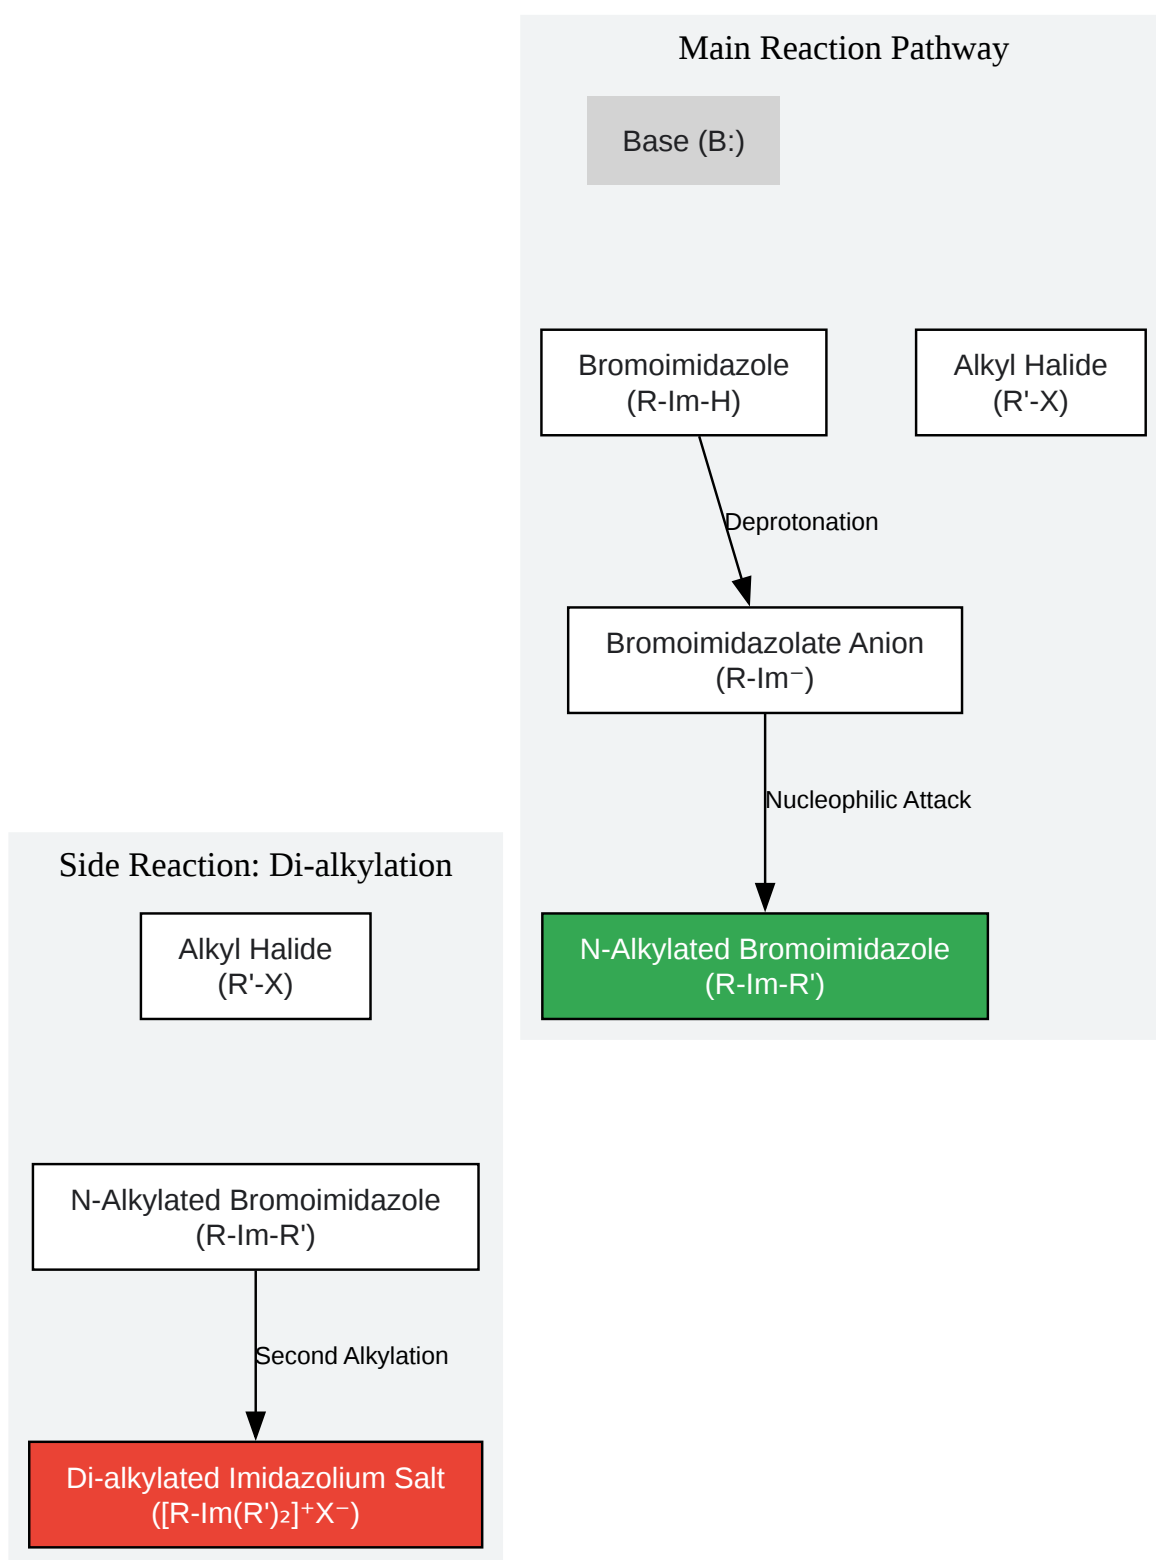 Main Reaction Pathway
Base (B:)
Bromoimidazole
(R-Im-H)
Alkyl Halide
(R'-X)
Deprotonation
Bromoimidazolate Anion
(R-Im⁻)
Nucleophilic Attack
N-Alkylated Bromoimidazole
(R-Im-R')
Side Reaction: Di-alkylation
Alkyl Halide
(R'-X)
N-Alkylated Bromoimidazole
(R-Im-R')
Second Alkylation
Di-alkylated Imidazolium Salt
([R-Im(R')₂]⁺X⁻)